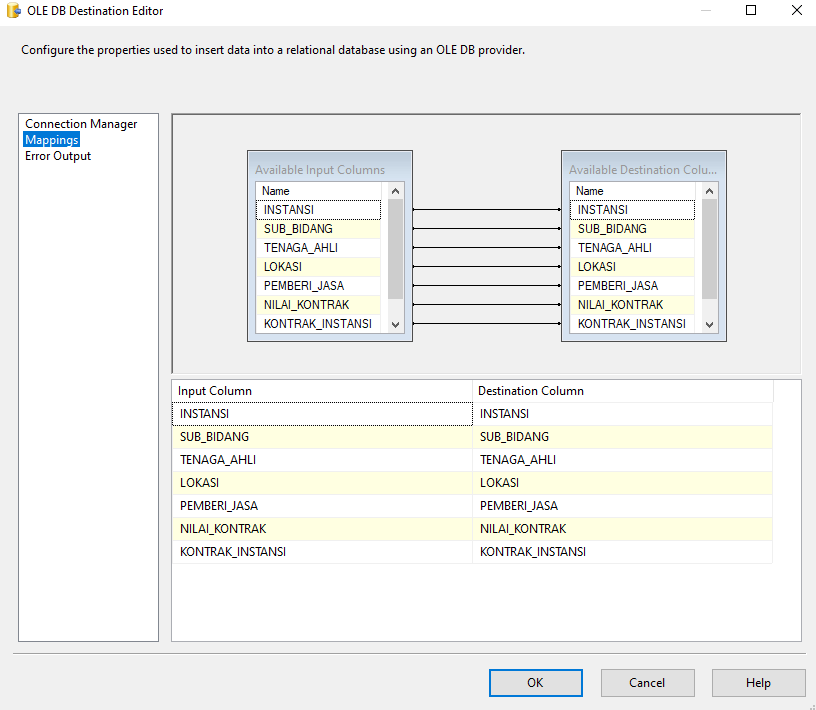 OLE DB Destination Editor
Configure the properties used to insert data into a relational database using an OLE DB provider.
Connection Manager
Mappings
Error Output
Available Input Columns
Name
INSTANSI
SUB_BIDANG
TENAGA_AHLI
LOKASI
PEMBERI_JASA
NILAI_KONTRAK
KONTRAK_INSTANSI
Available Destination Colu...
Name
INSTANSI
SUB_BIDANG
TENAGA_AHLI
LOKASI
PEMBERI_JASA
NILAI_KONTRAK
KONTRAK_INSTANSI
Input Column Destination Column
INSTANSI INSTANSI
SUB_BIDANG SUB_BIDANG
TENAGA_AHLI TENAGA_AHLI
LOKASI LOKASI
PEMBERI_JASA PEMBERI_JASA
NILAI_KONTRAK NILAI_KONTRAK
KONTRAK_INSTANSI KONTRAK_INSTANSI
OK Cancel Help